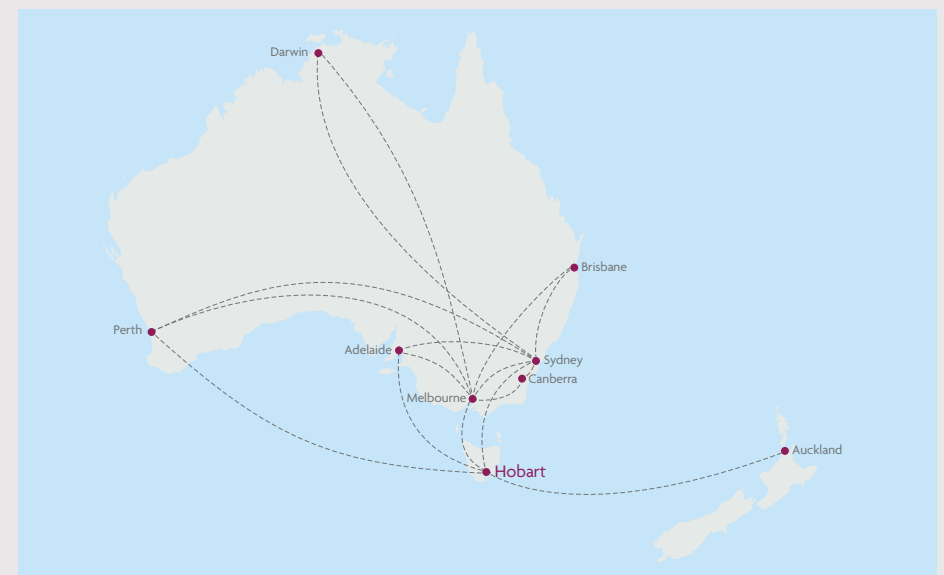 Darwin
Brisbane
Perth
Adelaide
Sydney
Canberra
Melbourne
Auckland
Hobart